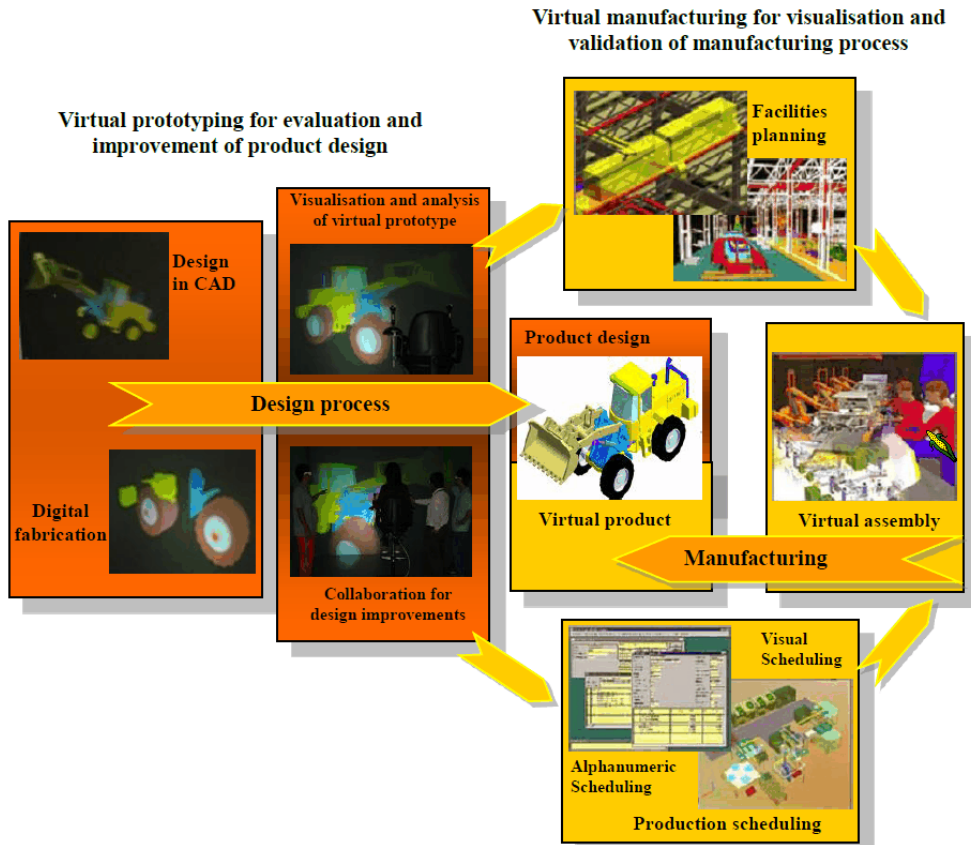 Virtual manufacturing for visualisation and
validation of manufacturing process
Virtual prototyping for evaluation and
improvement of product design
Design
in CAD
Digital
fabrication
Visualisation and analysis
of virtual prototype
Design process
Collaboration for
design improvements
Facilities
planning
Product design
Virtual product
Virtual assembly
Manufacturing
Visual
Scheduling
Alphanumeric
Scheduling
Production scheduling